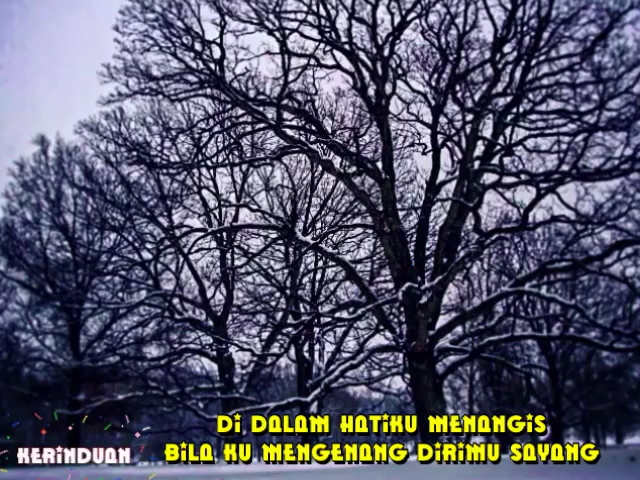 Di DALAM HATiKU MENANGiS
BiLA KU MENGENANG DiRiMU SAYANG
KERiNDUAN